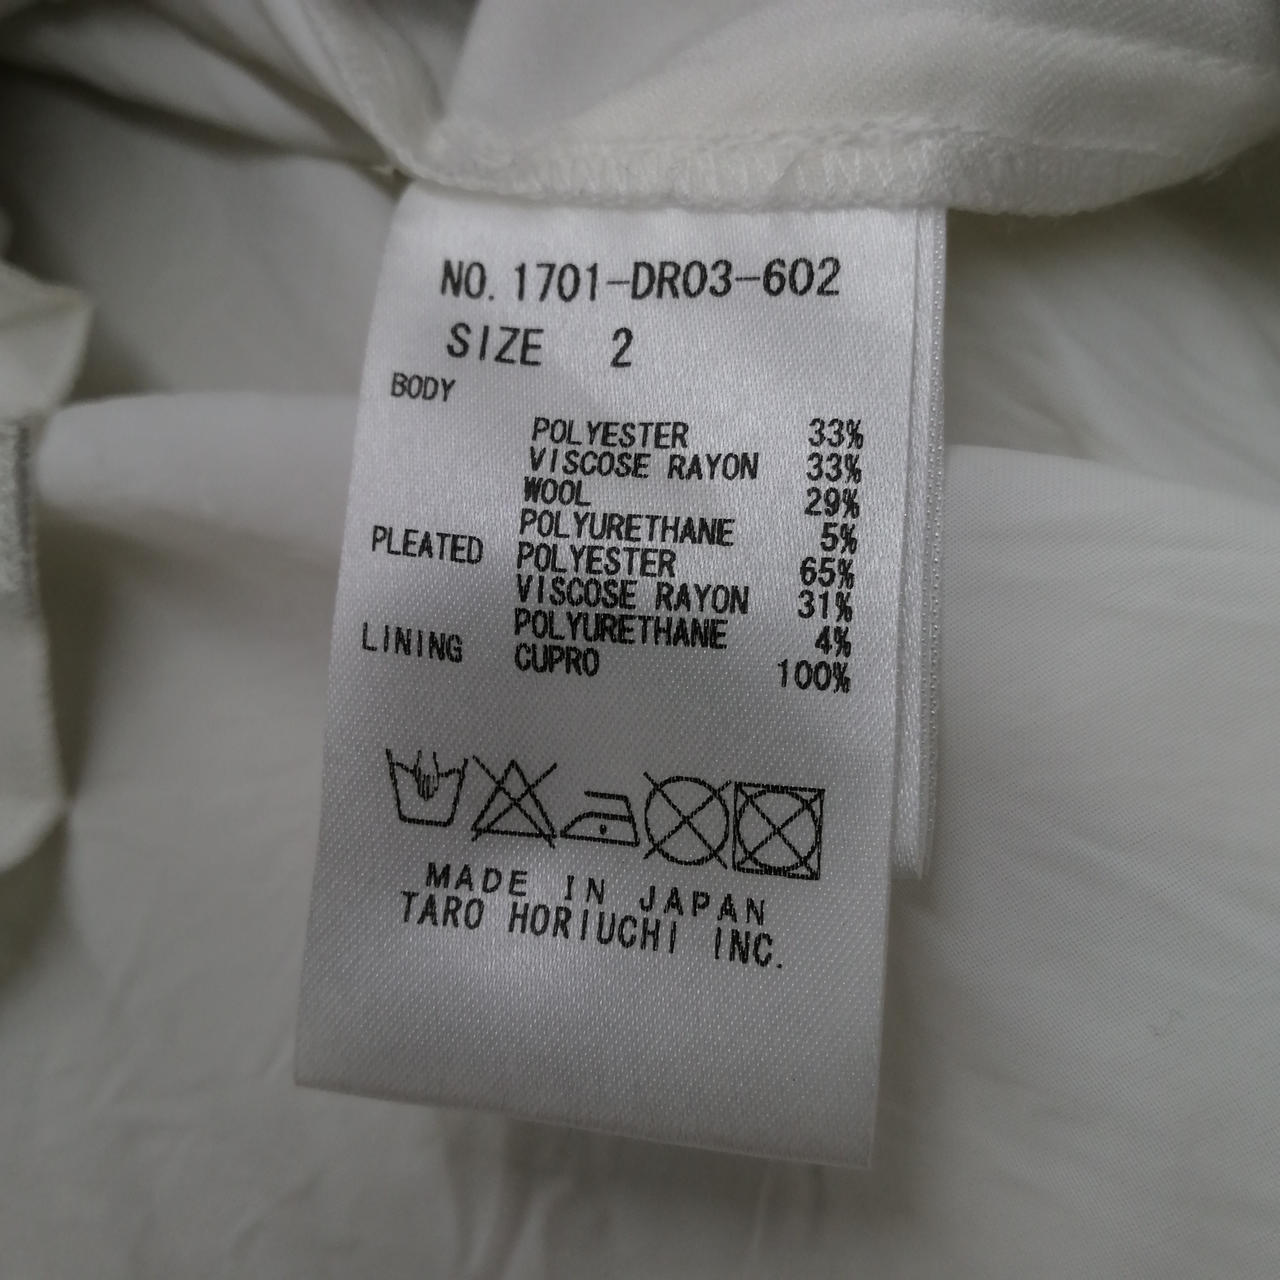 NO. 1701-DR03-602
SIZE 2
BODY
POLYESTER 33%
VISCOSE RAYON 33%
WOOL 29%
POLYURETHANE 5%
PLEATED POLYESTER 65%
VISCOSE RAYON 31%
POLYURETHANE 4%
LINING CUPRO 100%
MADE IN JAPAN
TARO HORIUCHI INC.